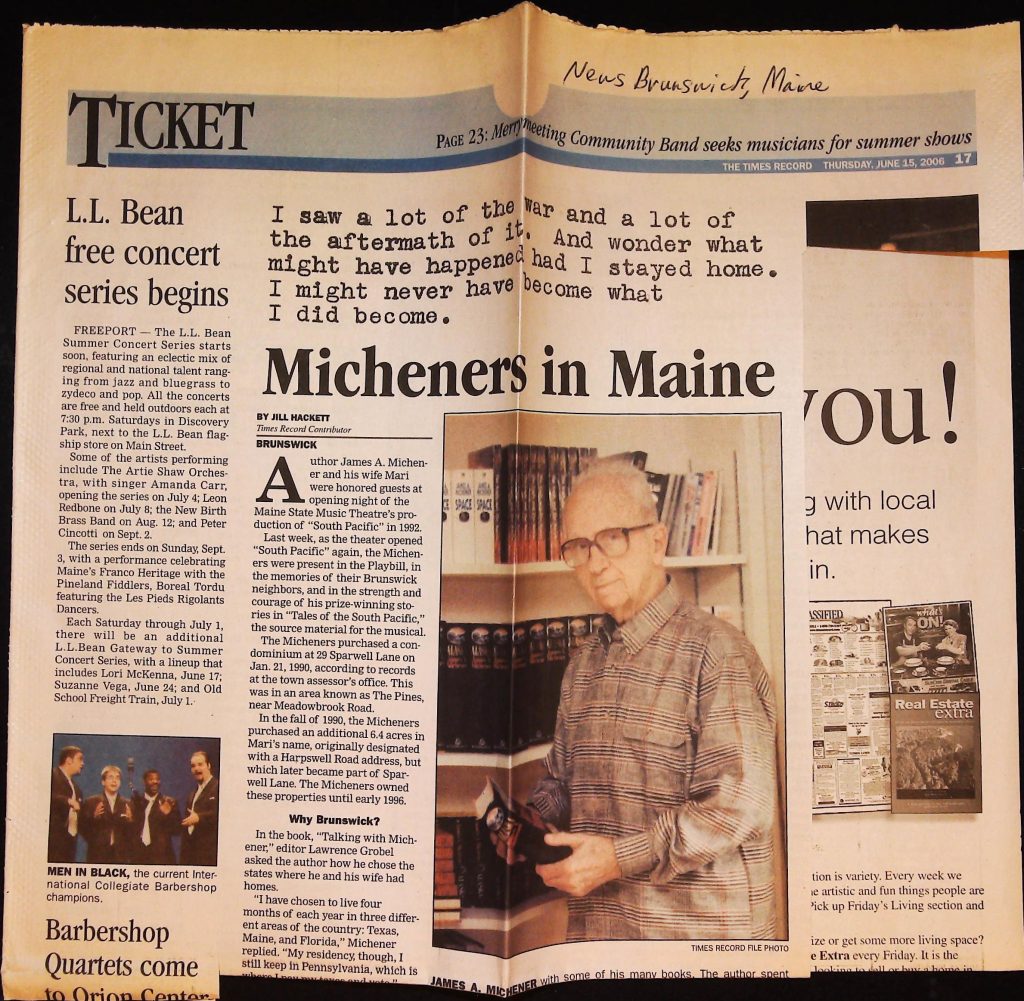 News Brunswick, Maine
TICKET
PAGE 23: Merrymeeting Community Band seeks musicians for summer shows
THE TIMES RECORD THURSDAY, JUNE 15, 2006 17
L.L. Bean
free concert
series begins
FREEPORT — The L.L. Bean
Summer Concert Series starts
soon, featuring an eclectic mix of
regional and national talent rang-
ing from jazz and bluegrass to
zydeco and pop. All the concerts
are free and held outdoors each at
7:30 p.m. Saturdays in Discovery
Park, next to the L.L. Bean flag-
ship store on Main Street.
Some of the artists performing
include The Artie Shaw Orches-
tra, with singer Amanda Carr,
opening the series on July 4; Leon
Redbone on July 8; the New Birth
Brass Band on Aug. 12; and Peter
Cincotti on Sept. 2.
The series ends on Sunday, Sept.
3, with a performance celebrating
Maine's Franco Heritage with the
Pineland Fiddlers, Boreal Tordu
featuring the Les Pieds Rigolants
Dancers.
Each Saturday through July 1,
there will be an additional
L.L.Bean Gateway to Summer
Concert Series, with a lineup that
includes Lori McKenna, June 17;
Suzanne Vega, June 24; and Old
School Freight Train, July 1.
MEN IN BLACK, the current Inter-
national Collegiate Barbershop
champions.
Barbershop
Quartets come
to Orion Center
I saw a lot of the war and a lot of
the aftermath of it. And wonder what
might have happened had I stayed home.
I might never have become what
I did become.
Micheners in Maine
BY JILL HACKETT
Times Record Contributor
BRUNSWICK
Author James A. Michen-
er and his wife Mari
were honored guests at
opening night of the
Maine State Music Theatre's pro-
duction of "South Pacific" in 1992.
Last week, as the theater opened
"South Pacific" again, the Michen-
ers were present in the Playbill, in
the memories of their Brunswick
neighbors, and in the strength and
courage of his prize-winning sto-
ries in "Tales of the South Pacific,"
the source material for the musical.
The Micheners purchased a con-
dominium at 29 Sparwell Lane on
Jan. 21, 1990, according to records
at the town assessor's office. This
was in an area known as The Pines,
near Meadowbrook Road.
In the fall of 1990, the Micheners
purchased an additional 6.4 acres in
Mari's name, originally designated
with a Harpswell Road address, but
which later became part of Spar-
well Lane. The Micheners owned
these properties until early 1996.
Why Brunswick?
In the book, "Talking with Mich-
ener," editor Lawrence Grobel
asked the author how he chose the
states where he and his wife had
homes.
"I have chosen to live four
months of each year in three differ-
ent areas of the country: Texas,
Maine, and Florida," Michener
replied. "My residency, though, I
still keep in Pennsylvania, which is
where I pay my taxes and vote."
SPACE
SPACE
SPACE
TIMES RECORD FILE PHOTO
JAMES A. MICHENER with some of his many books. The author spent
you!
g with local
hat makes
in.
ASSIFIED
what's
ON!
Real Estate
extra
tion is variety. Every week we
e artistic and fun things people are
Pick up Friday's Living section and
ize or get some more living space?
e Extra every Friday. It is the
looking to sell or buy a home in